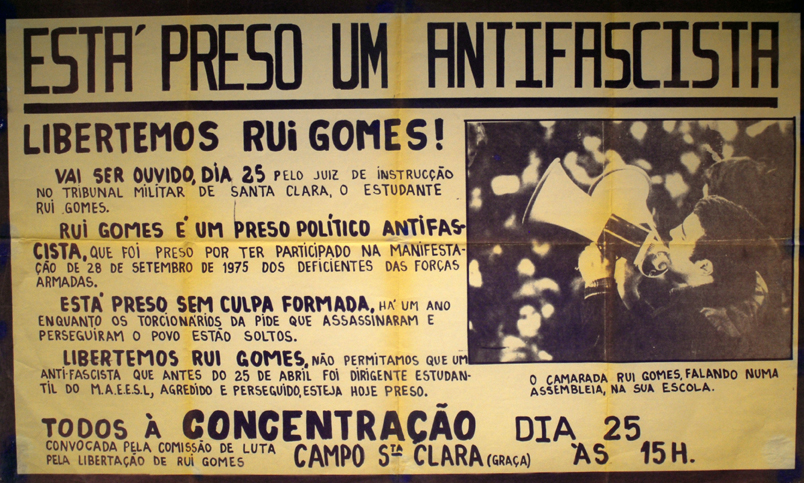 ESTÁ PRESO UM ANTIFASCISTA
LIBERTEMOS RUI GOMES!
VAI SER OUVIDO, DIA 25 PELO JUIZ DE INSTRUCÇÃO
NO TRIBUNAL MILITAR DE SANTA CLARA, O ESTUDANTE
RUI GOMES.
RUI GOMES É UM PRESO POLÍTICO ANTIFAS-
CISTA, QUE FOI PRESO POR TER PARTICIPADO NA MANIFESTA-
ÇÃO DE 28 DE SETEMBRO DE 1975 DOS DEFICIENTES DAS FORÇAS
ARMADAS.
ESTÁ PRESO SEM CULPA FORMADA, HÁ UM ANO
ENQUANTO OS TORCIONÁRIOS DA PIDE QUE ASSASSINARAM E
PERSEGUIRAM O POVO ESTÃO SOLTOS.
LIBERTEMOS RUI GOMES, NÃO PERMITAMOS QUE UM
ANTI-FASCISTA QUE ANTES DO 25 DE ABRIL FOI DIRIGENTE ESTUDAN-
TIL DO M.A.E.E.S.L, AGREDIDO E PERSEGUIDO, ESTEJA HOJE PRESO.
O CAMARADA RUI GOMES, FALANDO NUMA
ASSEMBLEIA, NA SUA ESCOLA.
TODOS À CONCENTRAÇÃO DIA 25
CONVOCADA PELA COMISSÃO DE LUTA
PELA LIBERTAÇÃO DE RUI GOMES CAMPO STA CLARA (GRAÇA) ÀS 15H.